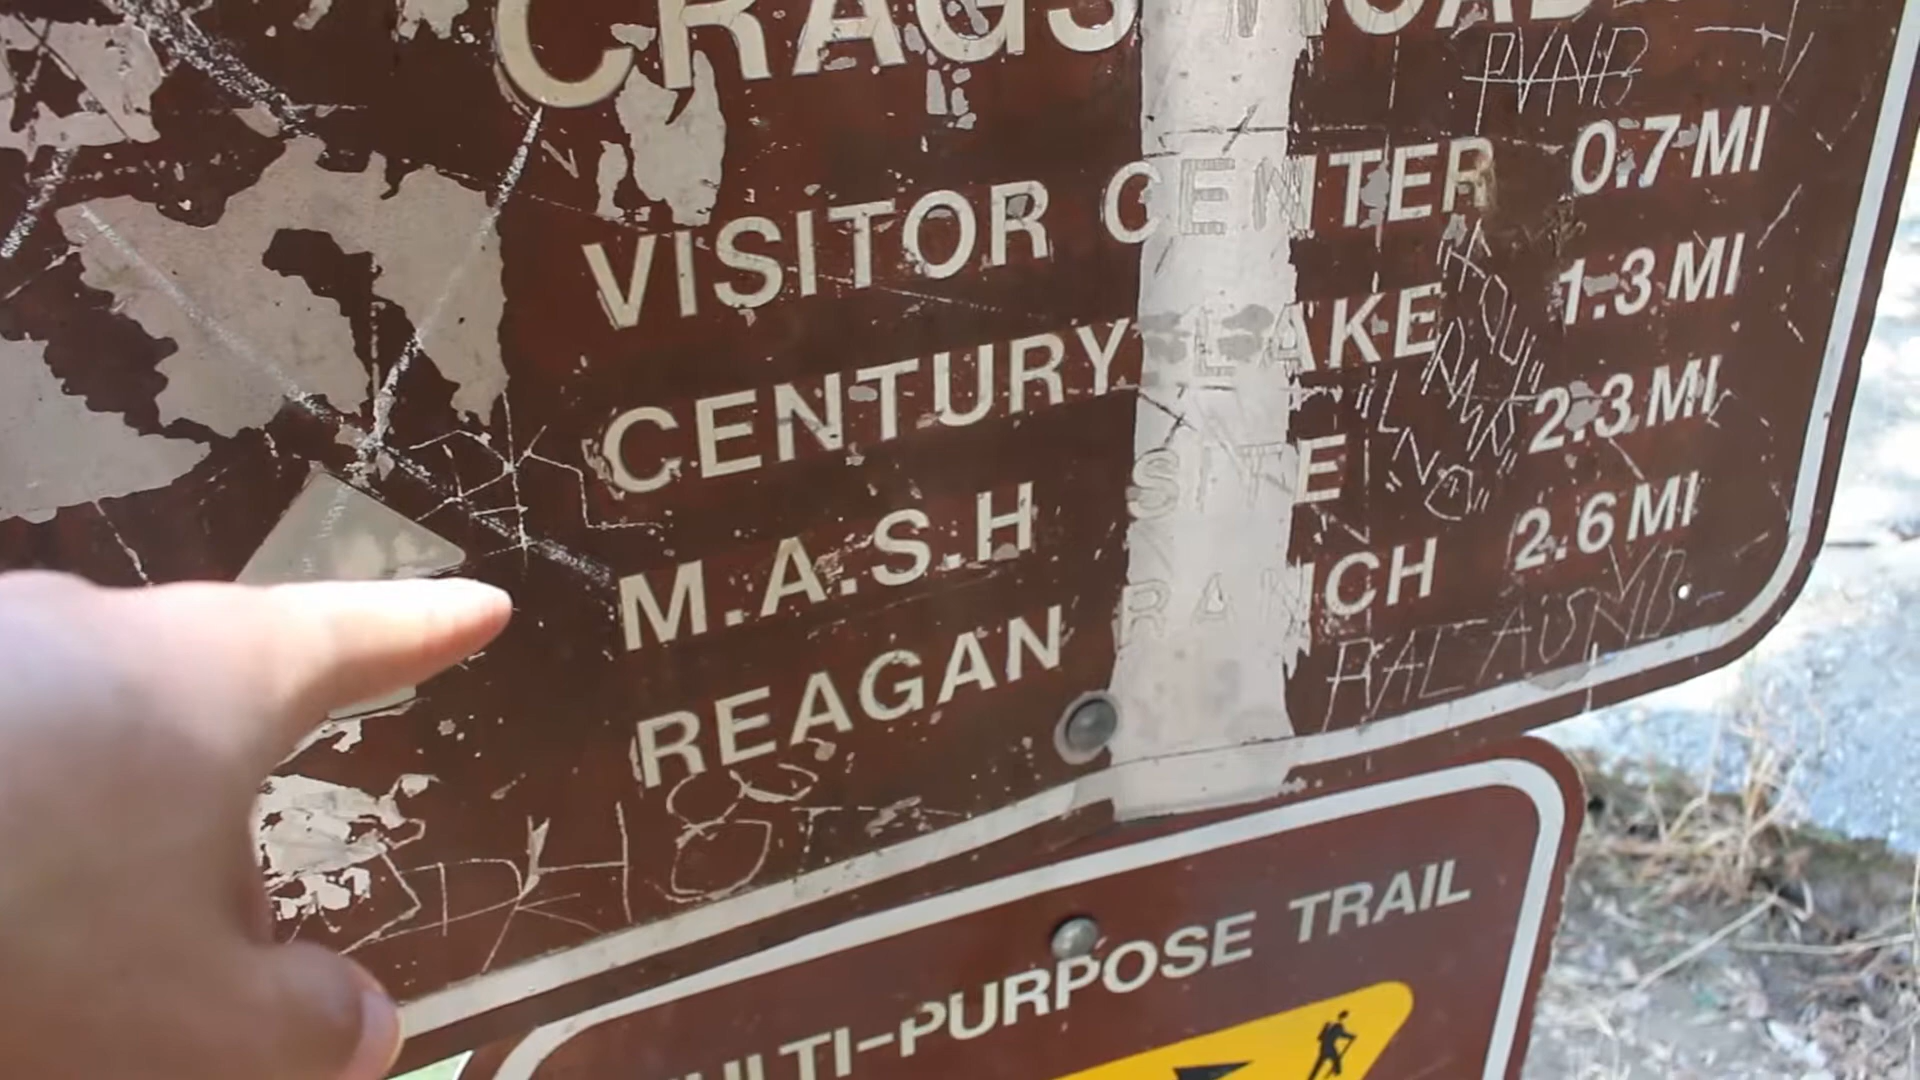 CRAGS ROAD
VISITOR CENTER 0.7 MI
CENTURY LAKE 1.3 MI
M.A.S.H SITE 2.3 MI
REAGAN RANCH 2.6 MI
MULTI-PURPOSE TRAIL